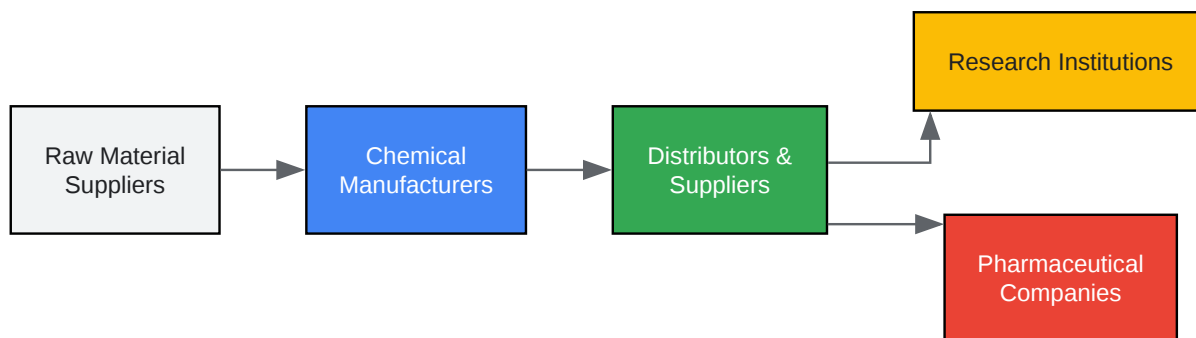 Raw Material
Suppliers
Chemical
Manufacturers
Distributors &
Suppliers
Research Institutions
Pharmaceutical
Companies